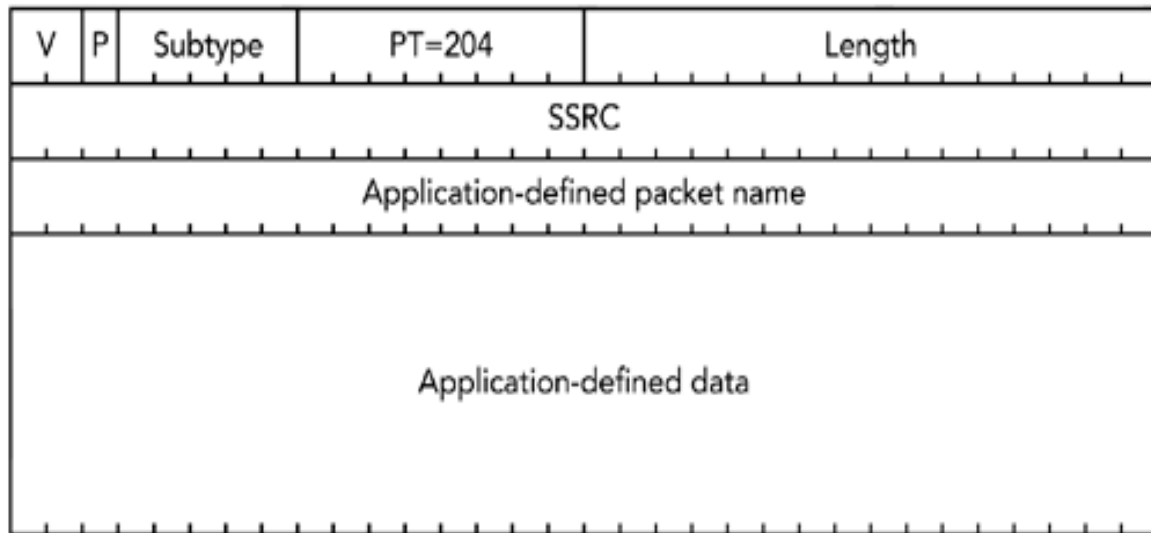 V P Subtype PT=204 Length
SSRC
Application-defined packet name
Application-defined data